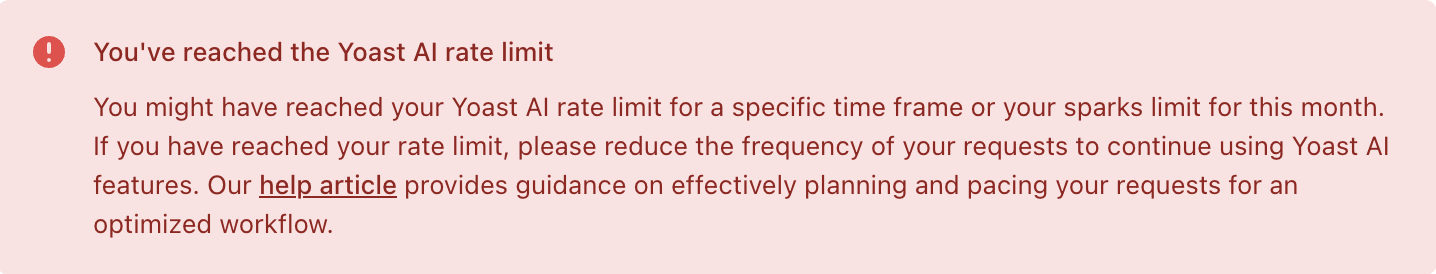 You've reached the Yoast AI rate limit
You might have reached your Yoast AI rate limit for a specific time frame or your sparks limit for this month.
If you have reached your rate limit, please reduce the frequency of your requests to continue using Yoast AI
features. Our help article provides guidance on effectively planning and pacing your requests for an
optimized workflow.